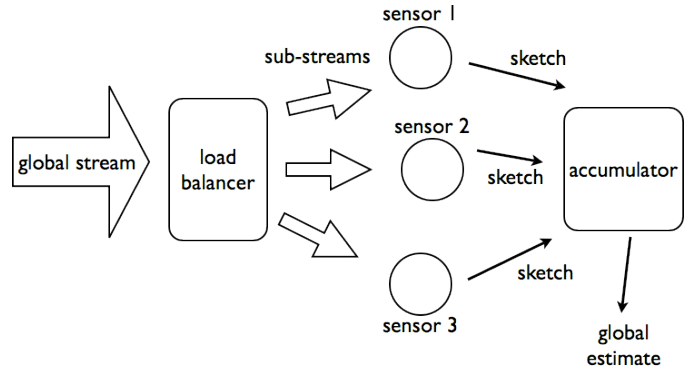 sensor 1
sub-streams
sketch
sensor 2
global stream
load
balancer
sketch
accumulator
sketch
sensor 3
global
estimate